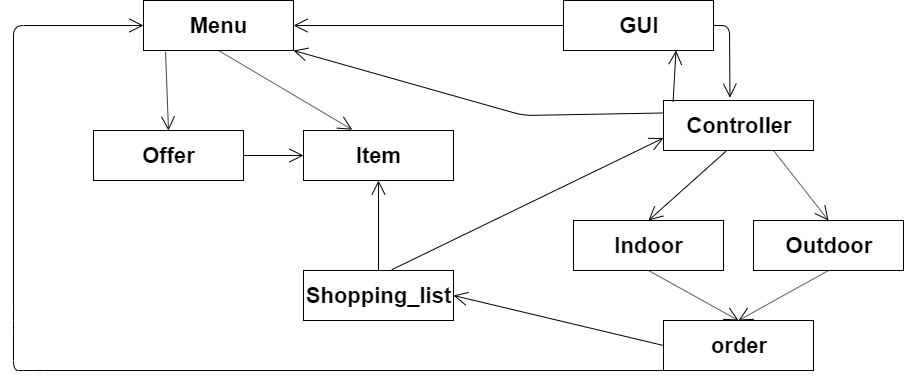 Menu
GUI
Controller
Offer
Item
Indoor
Outdoor
Shopping_list
order